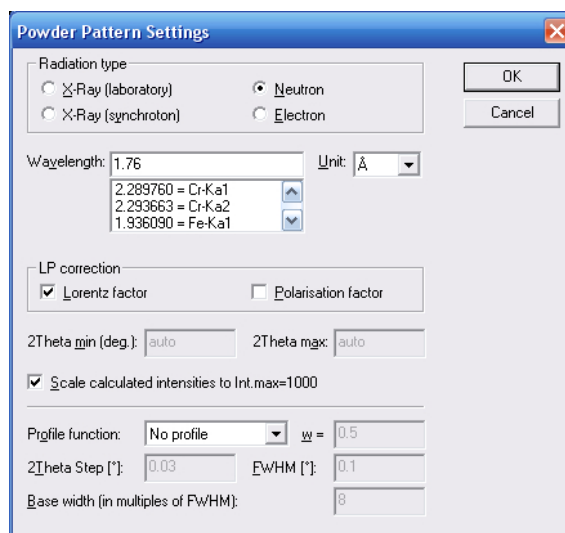 Powder Pattern Settings
Radiation type
X-Ray (laboratory) Neutron OK
X-Ray (synchroton) Electron Cancel
Wavelength: 1.76 Unit: Å
2.289760 = Cr-Ka1
2.293663 = Cr-Ka2
1.936090 = Fe-Ka1
LP correction
Lorentz factor Polarisation factor
2Theta min (deg.): auto 2Theta max: auto
Scale calculated intensities to Int.max=1000
Profile function: No profile w = 0.5
2Theta Step [°]: 0.03 FWHM [°]: 0.1
Base width (in multiples of FWHM): 8